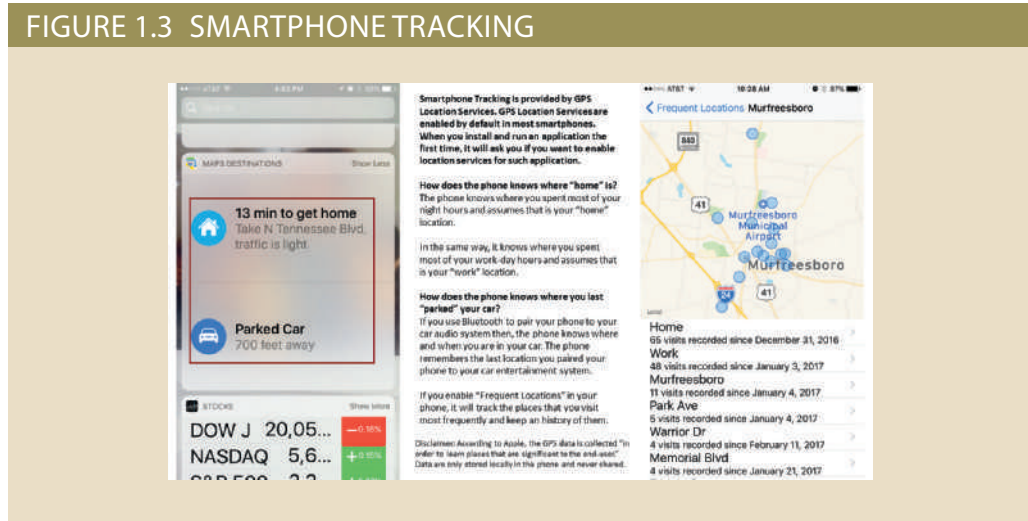 FIGURE 1.3 SMARTPHONE TRACKING
AT&T
Search
MAPS DESTINATIONS Show Less
13 min to get home
Take N Tennessee Blvd,
traffic is light.
Parked Car
700 feet away
STOCKS Show More
DOW J 20,05... −0.16%
NASDAQ 5,6... +0.15%
S&P 500
Smartphone Tracking is provided by GPS
Location Services. GPS Location Services are
enabled by default in most smartphones.
When you install and run an application the
first time, it will ask you if you want to enable
location services for such application.
How does the phone knows where "home" is?
The phone knows where you spent most of your
night hours and assumes that is your "home"
location.
In the same way, it knows where you spent
most of your work-day hours and assumes that
is your "work" location.
How does the phone knows where you last
"parked" your car?
If you use Bluetooth to pair your phone to your
car audio system then, the phone knows where
and when you are in your car. The phone
remembers the last location you paired your
phone to your car entertainment system.
If you enable "Frequent Locations" in your
phone, it will track the places that you visit
most frequently and keep an history of them.
Disclaimer: According to Apple, the GPS data is collected "in
order to learn places that are significant to the end-user."
Data are only stored locally in the phone and never shared.
AT&T 10:28 AM 87%
Frequent Locations Murfreesboro
840
41
Murfreesboro
Municipal
Airport
Murfreesboro
24
41
Legal
Home
65 visits recorded since December 31, 2016
Work
48 visits recorded since January 3, 2017
Murfreesboro
11 visits recorded since January 4, 2017
Park Ave
5 visits recorded since January 4, 2017
Warrior Dr
4 visits recorded since February 11, 2017
Memorial Blvd
4 visits recorded since January 21, 2017